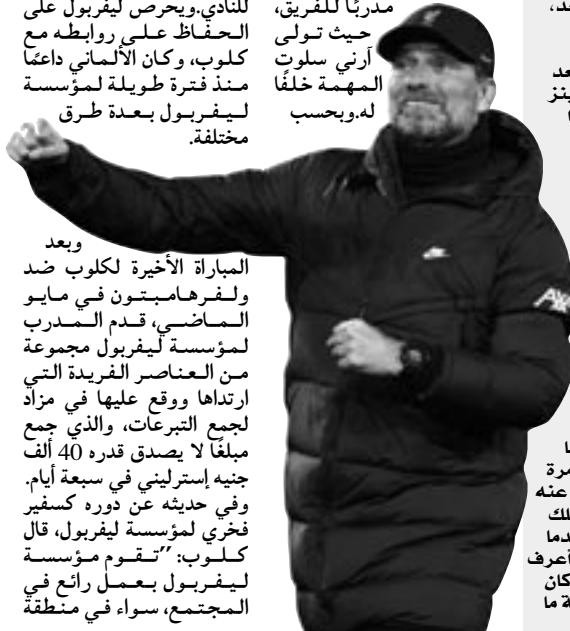 مدربًا للفريق،
حيث تولى
آرني سلوت
المهمة خلفًا
له.وبحسب
للنادي.ويحرص ليفربول على
الحفاظ على روابطه مع
كلوب، وكان الألماني داعمًا
منذ فترة طويلة لمؤسسة
ليفربول بعدة طرق
مختلفة.
وبعد
المباراة الأخيرة لكلوب ضد
ولفرهامبتون في مايو
الماضي، قدم المدرب
لمؤسسة ليفربول مجموعة
من العناصر الفريدة التي
ارتداها ووقع عليها في مزاد
لجمع التبرعات، والذي جمع
مبلغًا لا يصدق قدره 40 ألف
جنيه إسترليني في سبعة أيام.
وفي حديثه عن دوره كسفير
فخري لمؤسسة ليفربول، قال
كلوب: "تقوم مؤسسة
ليفربول بعمل رائع في
المجتمع، سواء في منطقة